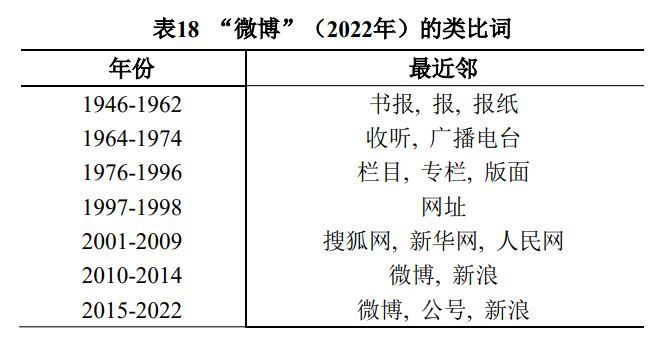 表18 “微博”（2022年）的类比词
年份 最近邻
1946-1962 书报, 报, 报纸
1964-1974 收听, 广播电台
1976-1996 栏目, 专栏, 版面
1997-1998 网址
2001-2009 搜狐网, 新华网, 人民网
2010-2014 微博, 新浪
2015-2022 微博, 公号, 新浪